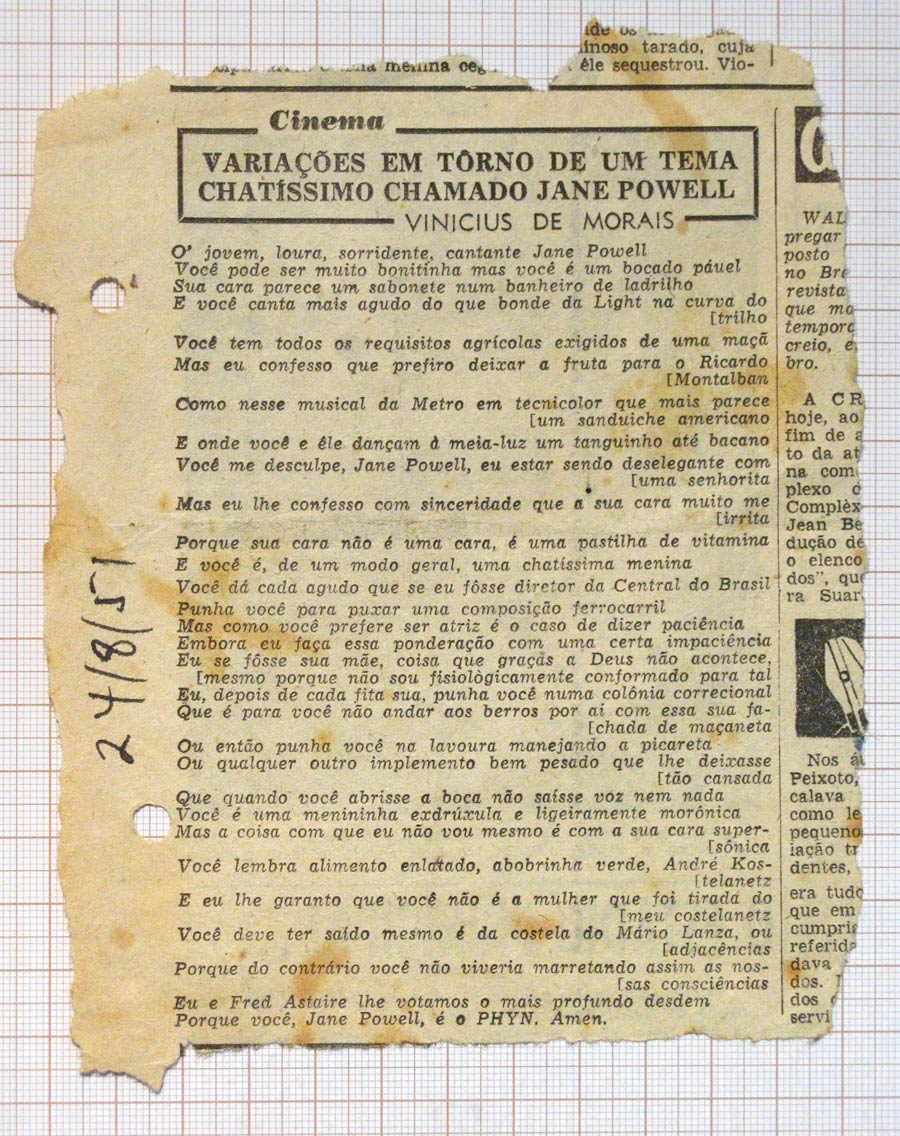 inoso tarado, cuja
êle sequestrou. Vio-
menina
Cinema
VARIAÇÕES EM TÔRNO DE UM TEMA
CHATÍSSIMO CHAMADO JANE POWELL
VINICIUS DE MORAIS
O' jovem, loura, sorridente, cantante Jane Powell
Você pode ser muito bonitinha mas você é um bocado páuel
Sua cara parece um sabonete num banheiro de ladrilho
E você canta mais agudo do que bonde da Light na curva do
[trilho
Você tem todos os requisitos agrícolas exigidos de uma maçã
Mas eu confesso que prefiro deixar a fruta para o Ricardo
[Montalban
Como nesse musical da Metro em tecnicolor que mais parece
[um sanduiche americano
E onde você e êle dançam à meia-luz um tanguinho até bacano
Você me desculpe, Jane Powell, eu estar sendo deselegante com
[uma senhorita
Mas eu lhe confesso com sinceridade que a sua cara muito me
[irrita
Porque sua cara não é uma cara, é uma pastilha de vitamina
E você é, de um modo geral, uma chatíssima menina
Você dá cada agudo que se eu fôsse diretor da Central do Brasil
Punha você para puxar uma composição ferrocarril
Mas como você prefere ser atriz é o caso de dizer paciência
Embora eu faça essa ponderação com uma certa impaciência
Eu se fôsse sua mãe, coisa que graças a Deus não acontece,
[mesmo porque não sou fisiològicamente conformado para tal
Eu, depois de cada fita sua, punha você numa colônia correcional
Que é para você não andar aos berros por aí com essa sua fa-
[chada de maçaneta
Ou então punha você na lavoura manejando a picareta
Ou qualquer outro implemento bem pesado que lhe deixasse
[tão cansada
Que quando você abrisse a boca não saísse voz nem nada
Você é uma menininha exdrúxula e ligeiramente morônica
Mas a coisa com que eu não vou mesmo é com a sua cara super-
[sônica
Você lembra alimento enlatado, abobrinha verde, André Kos-
[telanetz
E eu lhe garanto que você não é a mulher que foi tirada do
[meu costelanetz
Você deve ter saído mesmo é da costela do Mário Lanza, ou
[adjacências
Porque do contrário você não viveria marretando assim as nos-
[sas consciências
Eu e Fred Astaire lhe votamos o mais profundo desdem
Porque você, Jane Powell, é o PHYN. Amen.
24/8/51
WAL
pregar
posto
no Bre
revista
que mo
tempora
creio, e
bro.
A CR
hoje, ao
fim de a
to da at
na com
plexo c
Complèx
Jean Be
dução de
o elenco
dos", que
ra Suar
Nos á
Peixoto,
calava
como le
pequeno
iação tr
dentes,
era tudo
que em
cumpria
referida
dava
dos.
dos
servi